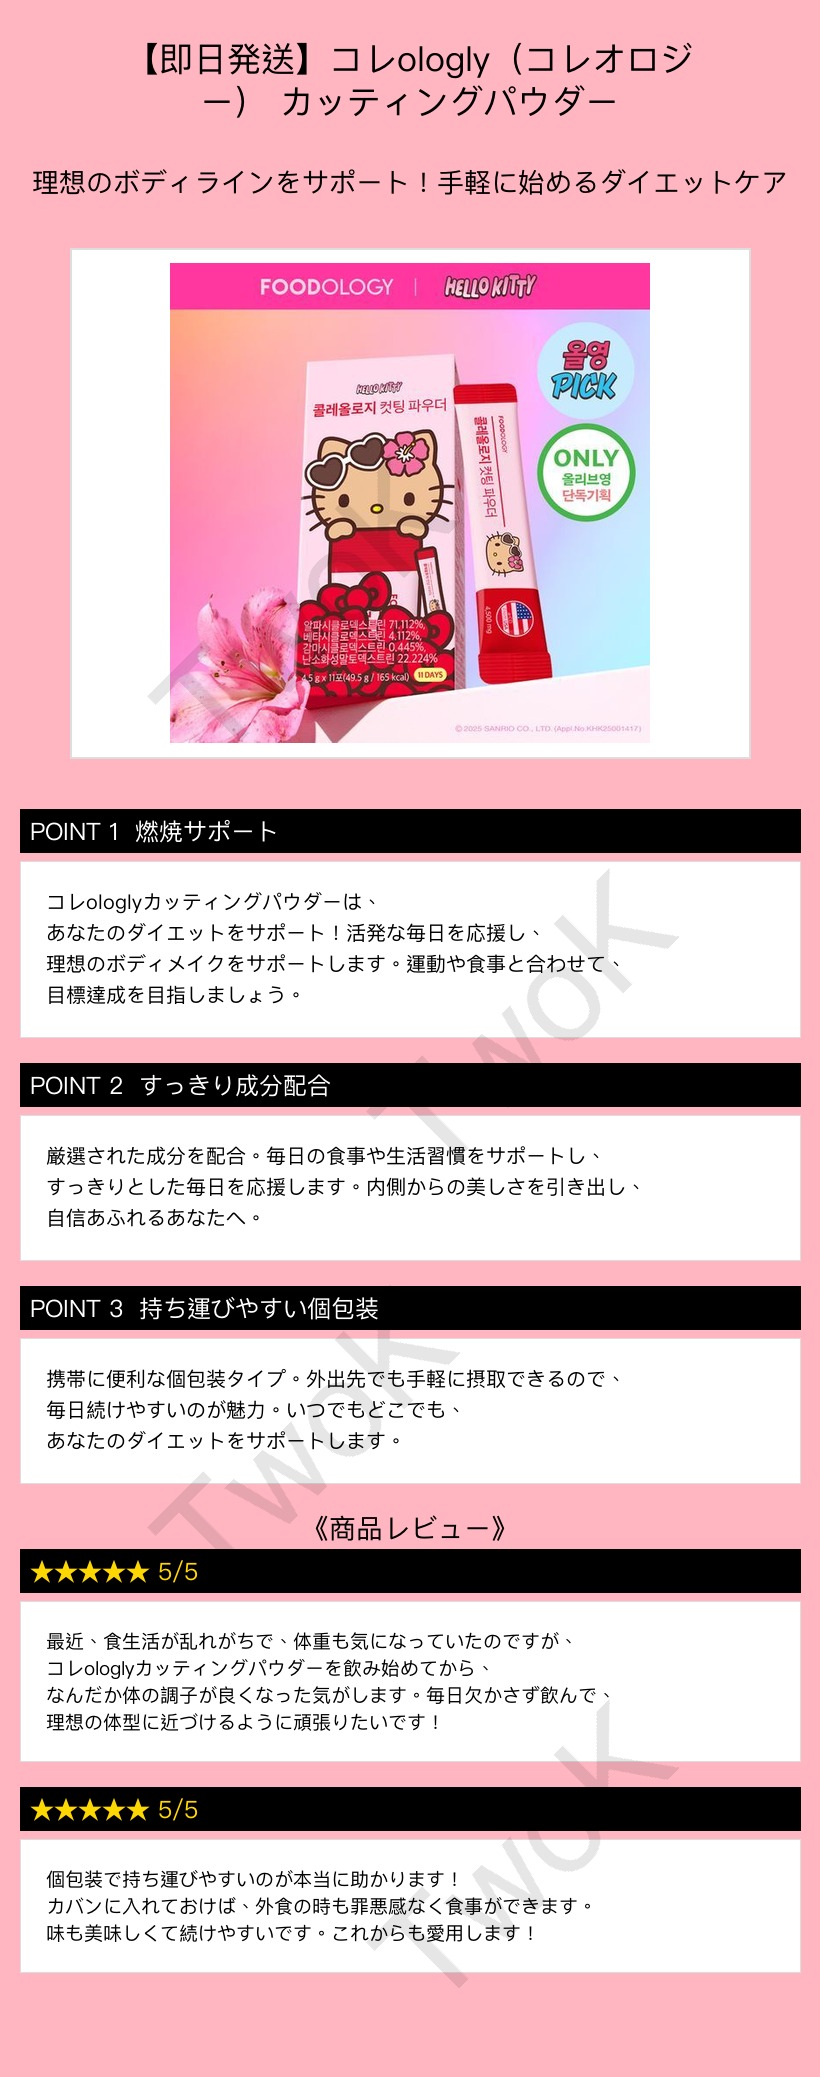 【即日発送】コレologly（コレオロジ
ー） カッティングパウダー
理想のボディラインをサポート！手軽に始めるダイエットケア
FOODOLOGY | HELLO KITTY
올영
PICK
ONLY
올리브영
단독기획
HELLO KITTY
콜레올로지 컷팅 파우더
알파시클로덱스트린 71.112%,
베타시클로덱스트린 4.112%,
감마시클로덱스트린 0.445%,
난소화성말토덱스트린 22.224%
4.5 g x 11포(49.5 g / 165 kcal) 11 DAYS
FOODOLOGY
콜레올로지 컷팅 파우더
4,500 mg
© 2025 SANRIO CO., LTD. (Appl.No.KHK25001417)
POINT 1 燃焼サポート
コレologlyカッティングパウダーは、
あなたのダイエットをサポート！活発な毎日を応援し、
理想のボディメイクをサポートします。運動や食事と合わせて、
目標達成を目指しましょう。
POINT 2 すっきり成分配合
厳選された成分を配合。毎日の食事や生活習慣をサポートし、
すっきりとした毎日を応援します。内側からの美しさを引き出し、
自信あふれるあなたへ。
POINT 3 持ち運びやすい個包装
携帯に便利な個包装タイプ。外出先でも手軽に摂取できるので、
毎日続けやすいのが魅力。いつでもどこでも、
あなたのダイエットをサポートします。
《商品レビュー》
★★★★★ 5/5
最近、食生活が乱れがちで、体重も気になっていたのですが、
コレologlyカッティングパウダーを飲み始めてから、
なんだか体の調子が良くなった気がします。毎日欠かさず飲んで、
理想の体型に近づけるように頑張りたいです！
★★★★★ 5/5
個包装で持ち運びやすいのが本当に助かります！
カバンに入れておけば、外食の時も罪悪感なく食事ができます。
味も美味しくて続けやすいです。これからも愛用します！
TwoK
TwoK
TwoK
TwoK